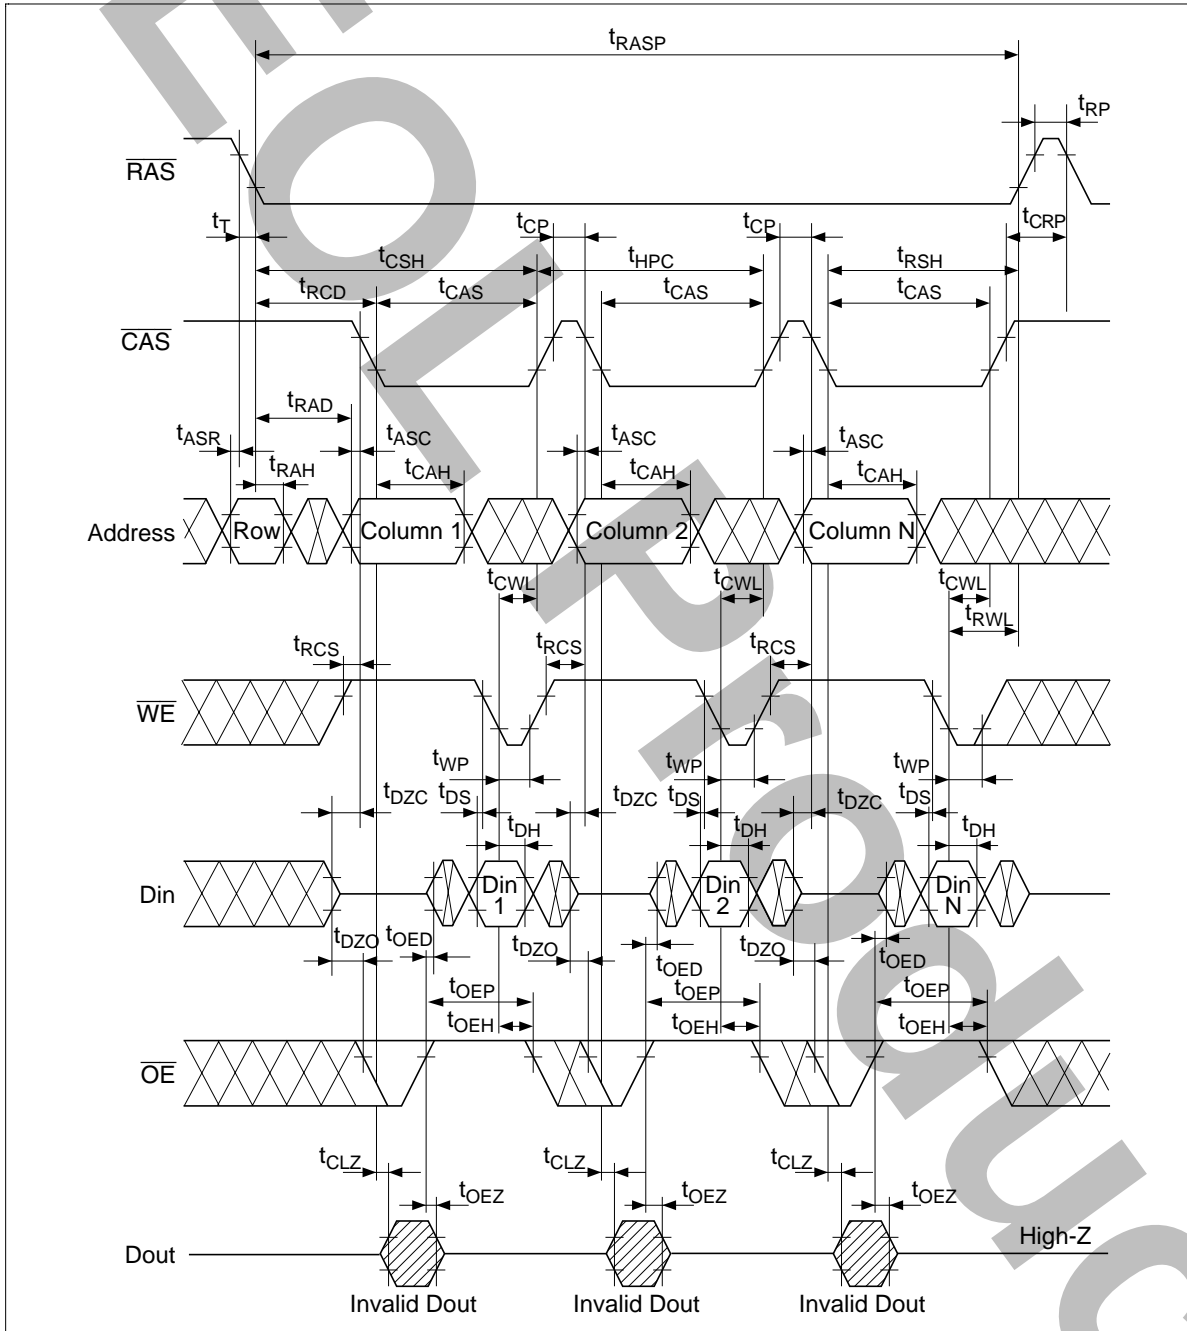 tRASP
tRP
RAS
tT
tCP
tCP
tCRP
tCSH
tHPC
tRSH
tRCD
tCAS
tCAS
tCAS
CAS
tRAD
tASR
tASC
tASC
tASC
tRAH
tCAH
tCAH
tCAH
Address
Row
Column 1
Column 2
Column N
tCWL
tCWL
tCWL
tRWL
tRCS
tRCS
tRCS
WE
tWP
tWP
tWP
tDZC
tDS
tDZC
tDS
tDZC
tDS
tDH
tDH
tDH
Din
Din 1
Din 2
Din N
tDZO
tOED
tDZO
tOED
tDZO
tOED
tOEP
tOEP
tOEP
tOEH
tOEH
tOEH
OE
tCLZ
tCLZ
tCLZ
tOEZ
tOEZ
tOEZ
Dout
High-Z
Invalid Dout
Invalid Dout
Invalid Dout
EOL Produc